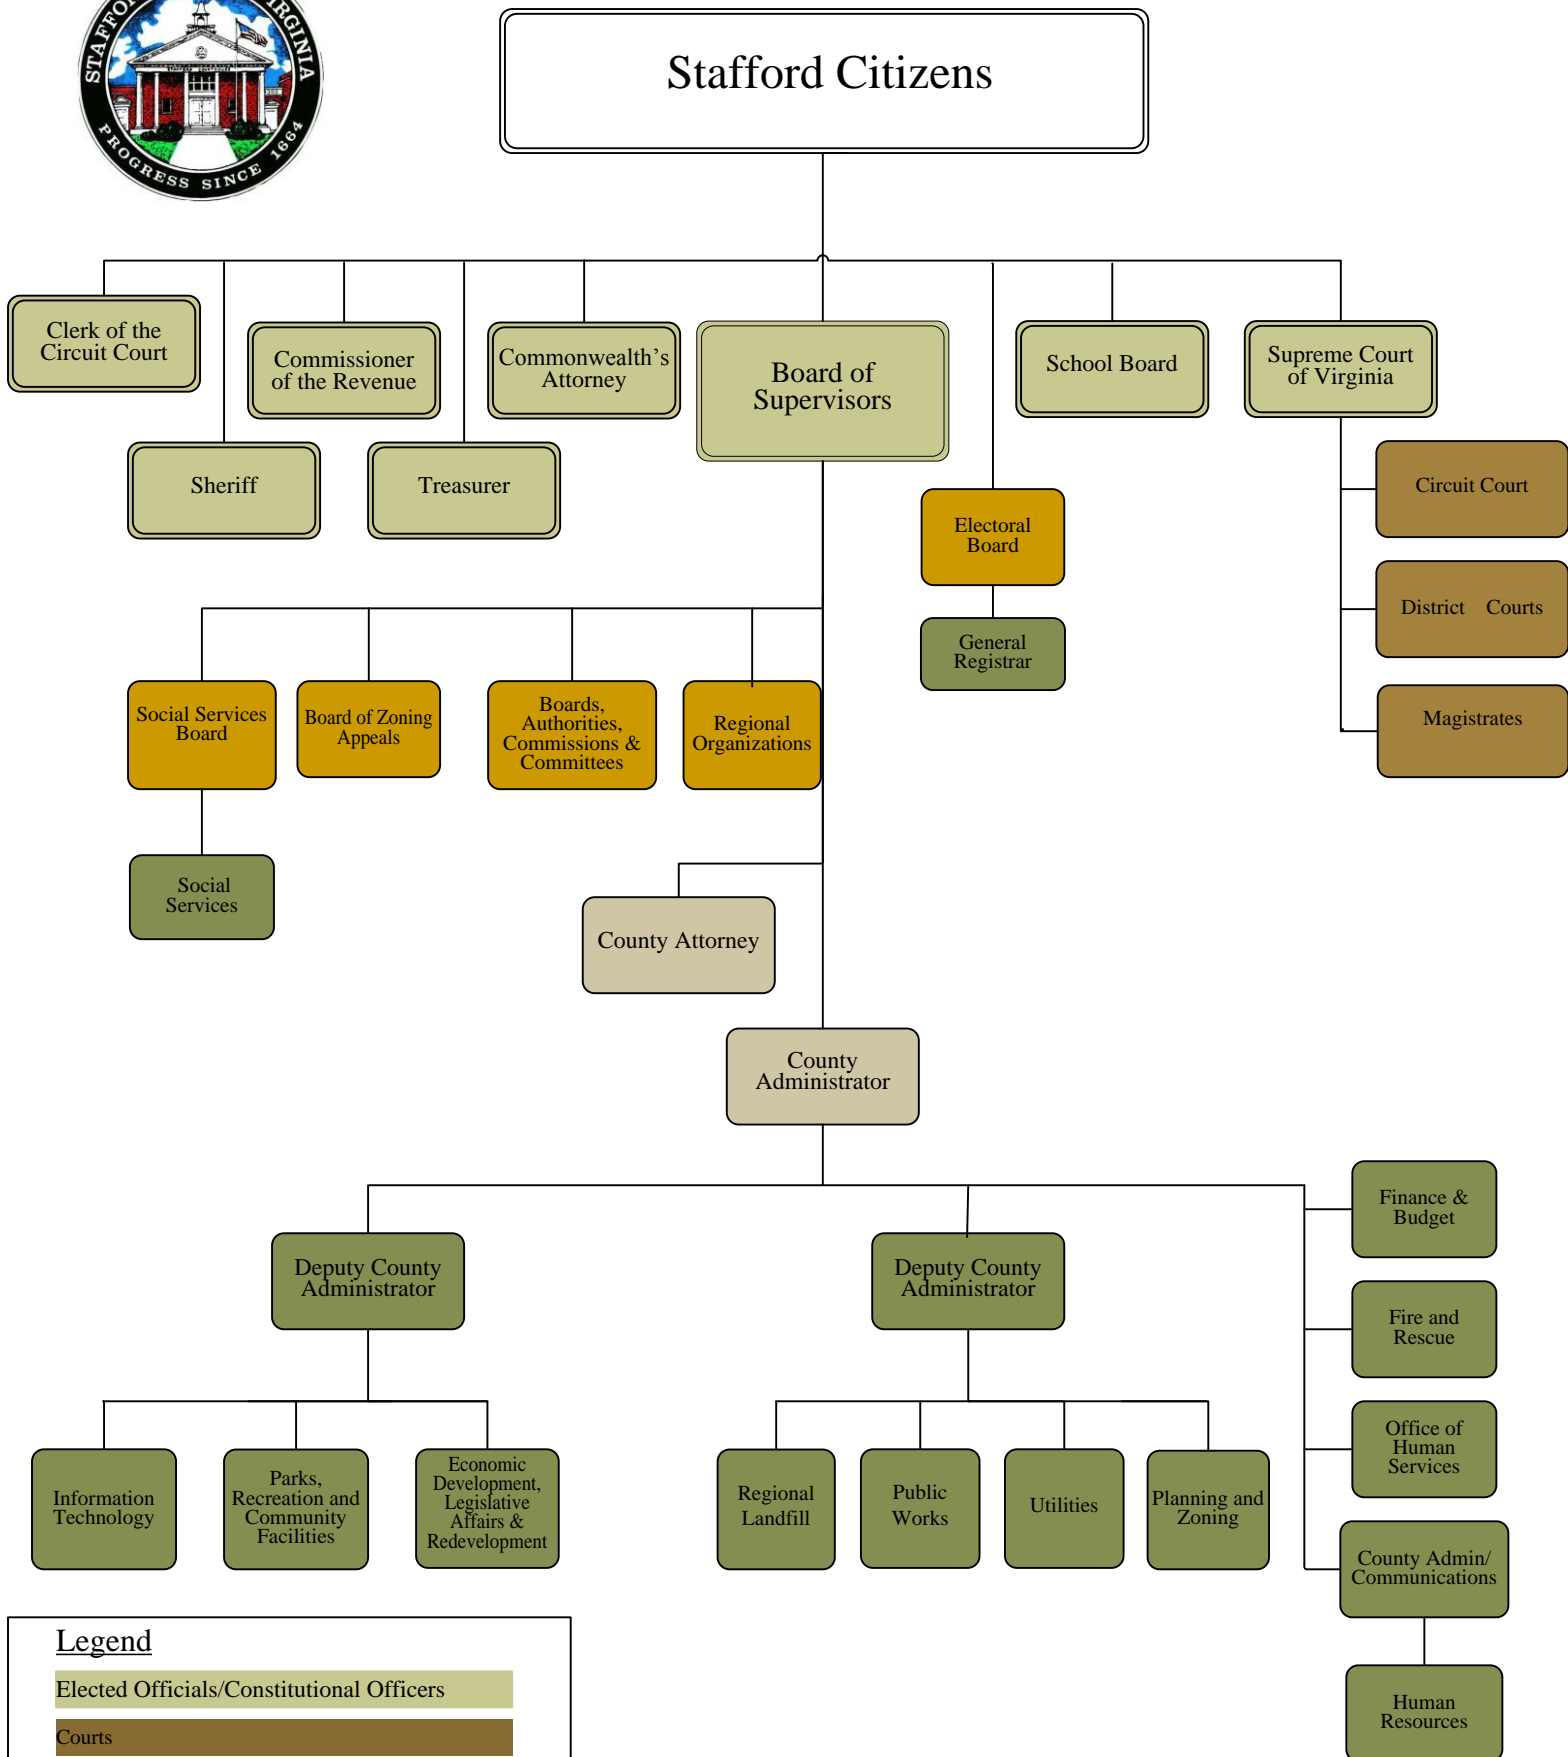 STAFFOR
RGINIA
PROGRESS SINCE 1664
Stafford Citizens
Clerk of the
Circuit Court
Commissioner
of the Revenue
Commonwealth’s
Attorney
Board of
Supervisors
School Board
Supreme Court
of Virginia
Sheriff
Treasurer
Circuit Court
Electoral
Board
District Courts
General
Registrar
Social Services
Board
Board of Zoning
Appeals
Boards,
Authorities,
Commissions &
Committees
Regional
Organizations
Magistrates
Social
Services
County Attorney
County
Administrator
Finance &
Budget
Deputy County
Administrator
Deputy County
Administrator
Fire and
Rescue
Office of
Human
Services
Information
Technology
Parks,
Recreation and
Community
Facilities
Economic
Development,
Legislative
Affairs &
Redevelopment
Regional
Landfill
Public
Works
Utilities
Planning and
Zoning
County Admin/
Communications
Human
Resources
Legend
Elected Officials/Constitutional Officers
Courts